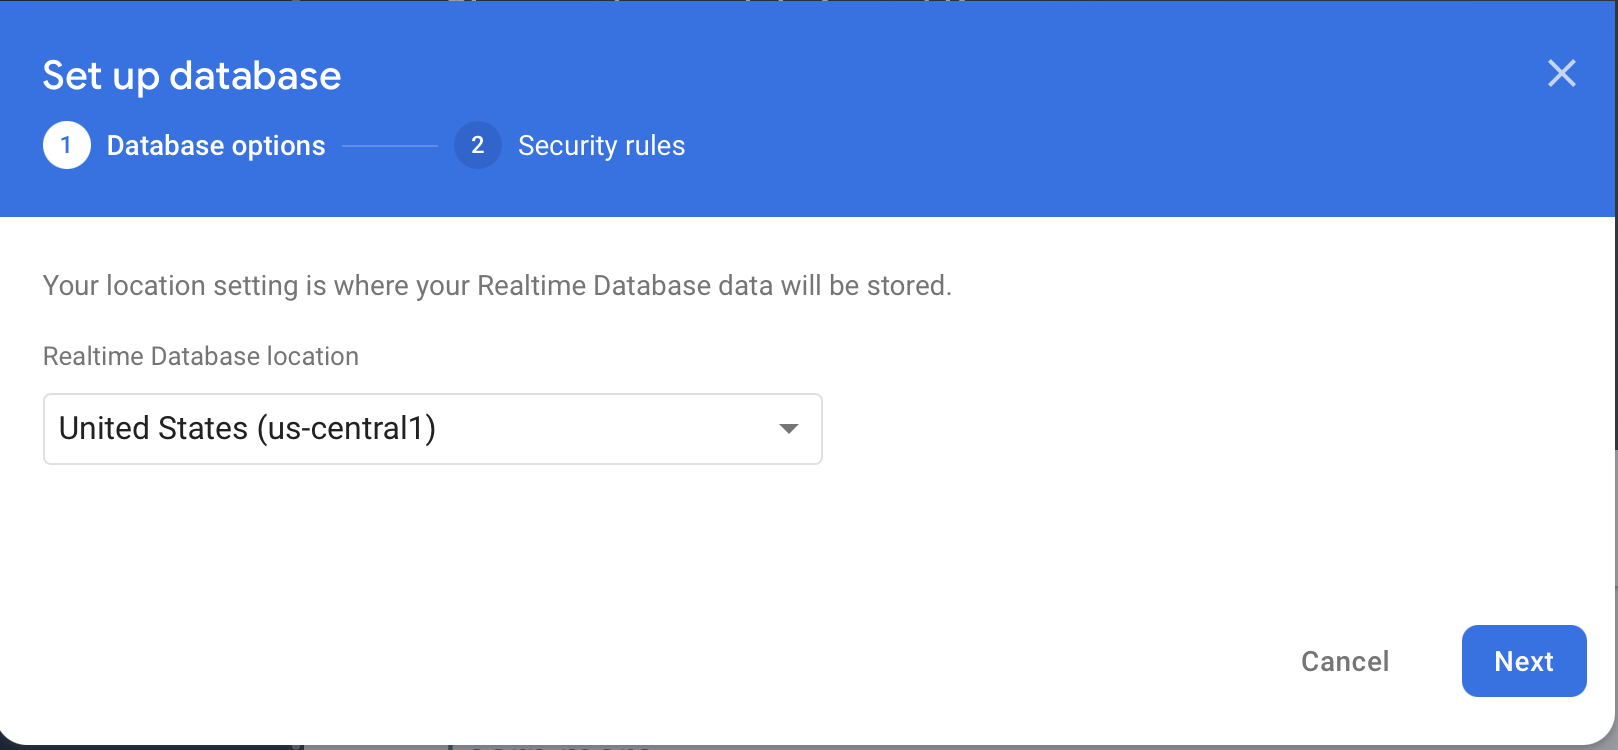 Set up database
1 Database options 2 Security rules
Your location setting is where your Realtime Database data will be stored.
Realtime Database location
United States (us-central1)
Cancel Next